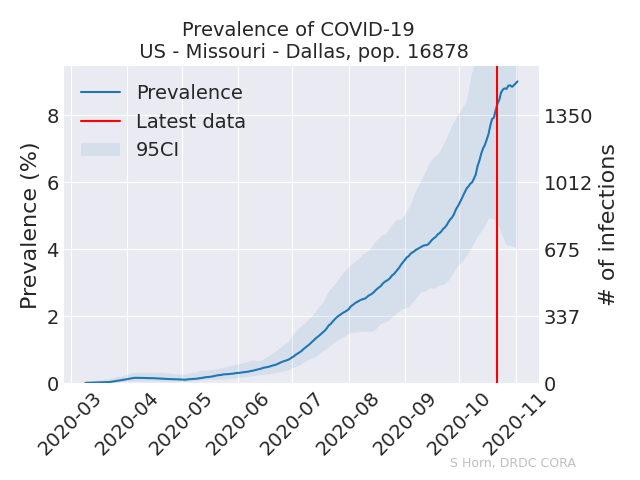 Prevalence of COVID-19
US - Missouri - Dallas, pop. 16878
Prevalence
Latest data
95CI
Prevalence (%)
8
6
4
2
0
1350
1012
675
337
0
# of infections
2020-03
2020-04
2020-05
2020-06
2020-07
2020-08
2020-09
2020-10
2020-11
S Horn, DRDC CORA